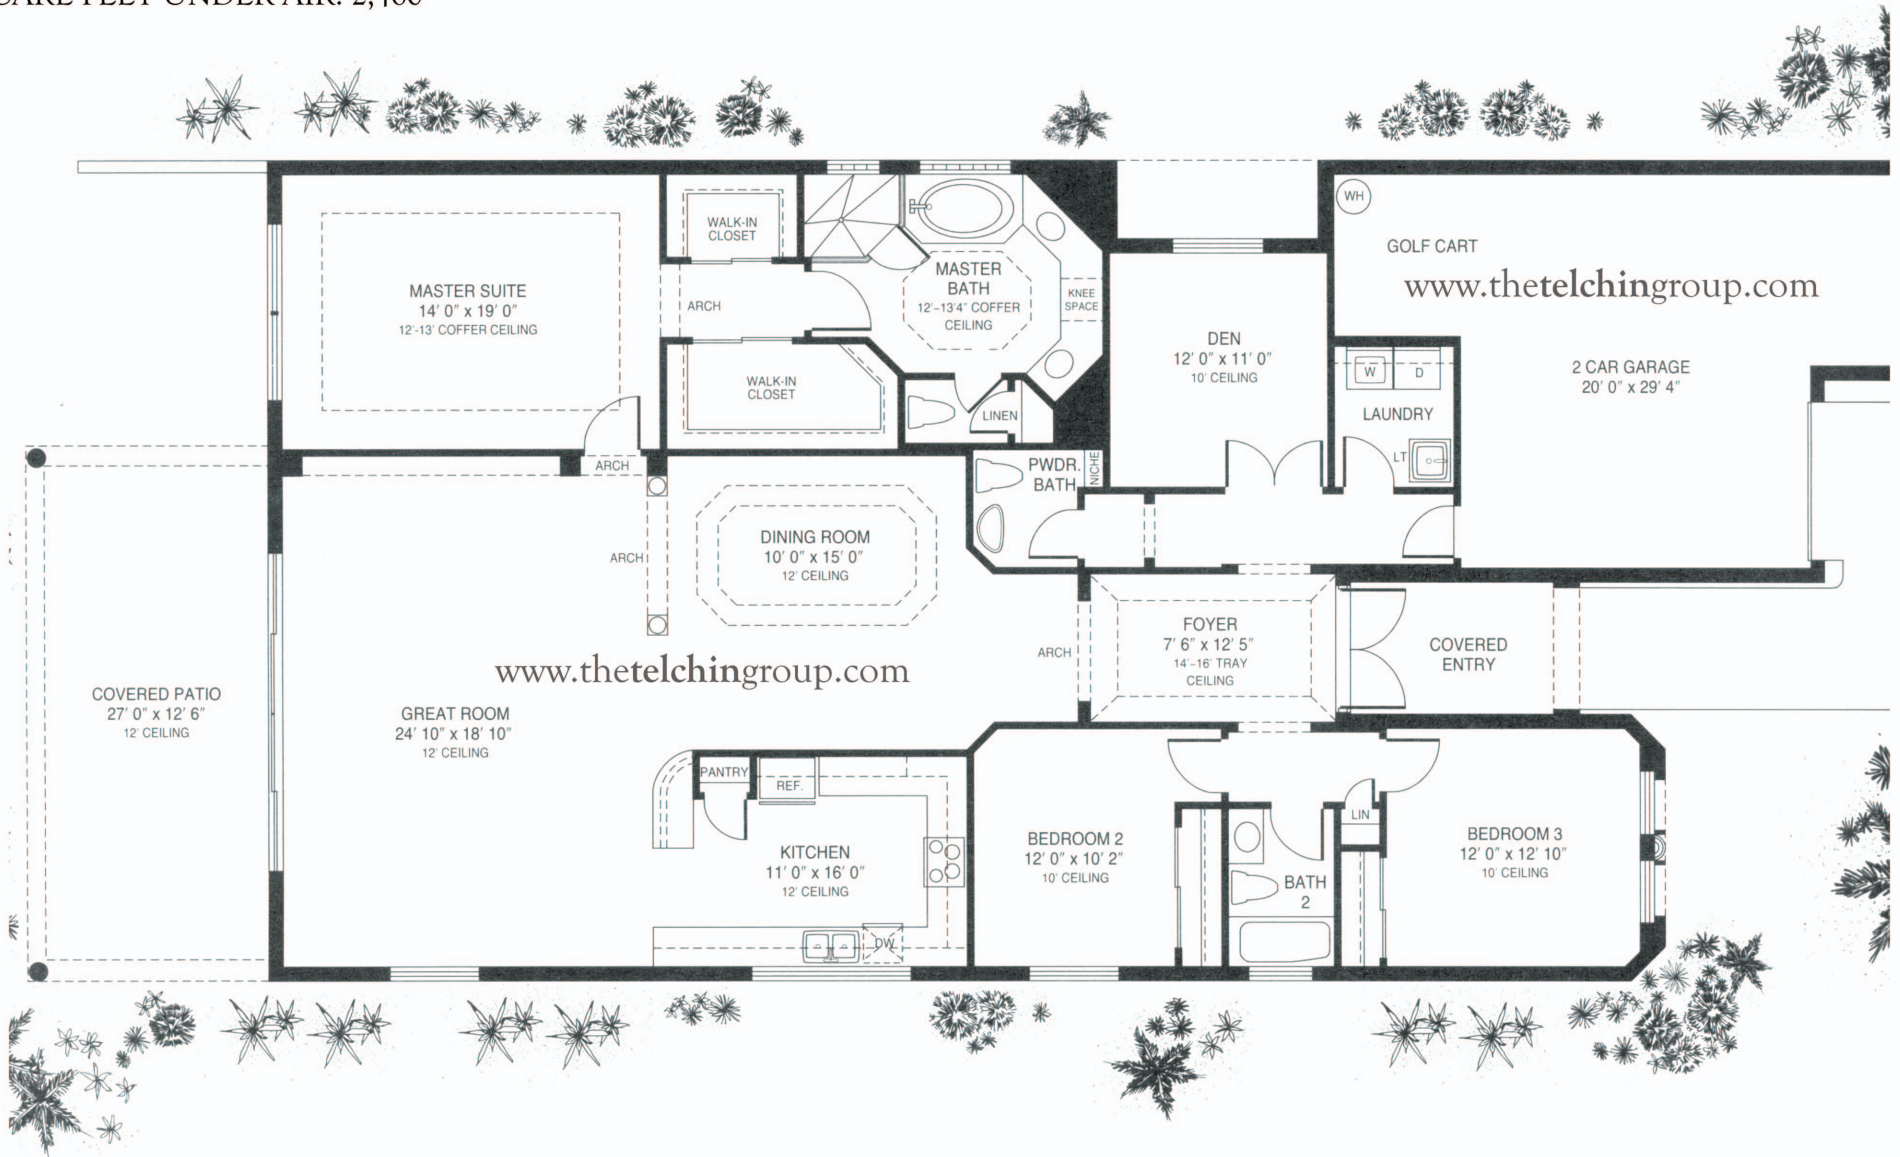 FEET UNDER AIR: 2,400
WALK-IN
CLOSET
MASTER SUITE
14' 0" x 19' 0"
12'-13' COFFER CEILING
ARCH
MASTER
BATH
12'-13'4" COFFER
CEILING
KNEE
SPACE
WH
GOLF CART
www.thetelchingroup.com
DEN
12' 0" x 11' 0"
10' CEILING
2 CAR GARAGE
20' 0" x 29' 4"
W
D
LAUNDRY
LT
WALK-IN
CLOSET
LINEN
ARCH
PWDR.
BATH
NICHE
DINING ROOM
10' 0" x 15' 0"
12' CEILING
ARCH
FOYER
7' 6" x 12' 5"
14'-16' TRAY
CEILING
ARCH
COVERED
ENTRY
www.thetelchingroup.com
COVERED PATIO
27' 0" x 12' 6"
12' CEILING
GREAT ROOM
24' 10" x 18' 10"
12' CEILING
PANTRY
REF.
KITCHEN
11' 0" x 16' 0"
12' CEILING
DW
BEDROOM 2
12' 0" x 10' 2"
10' CEILING
LIN
BATH
2
BEDROOM 3
12' 0" x 12' 10"
10' CEILING